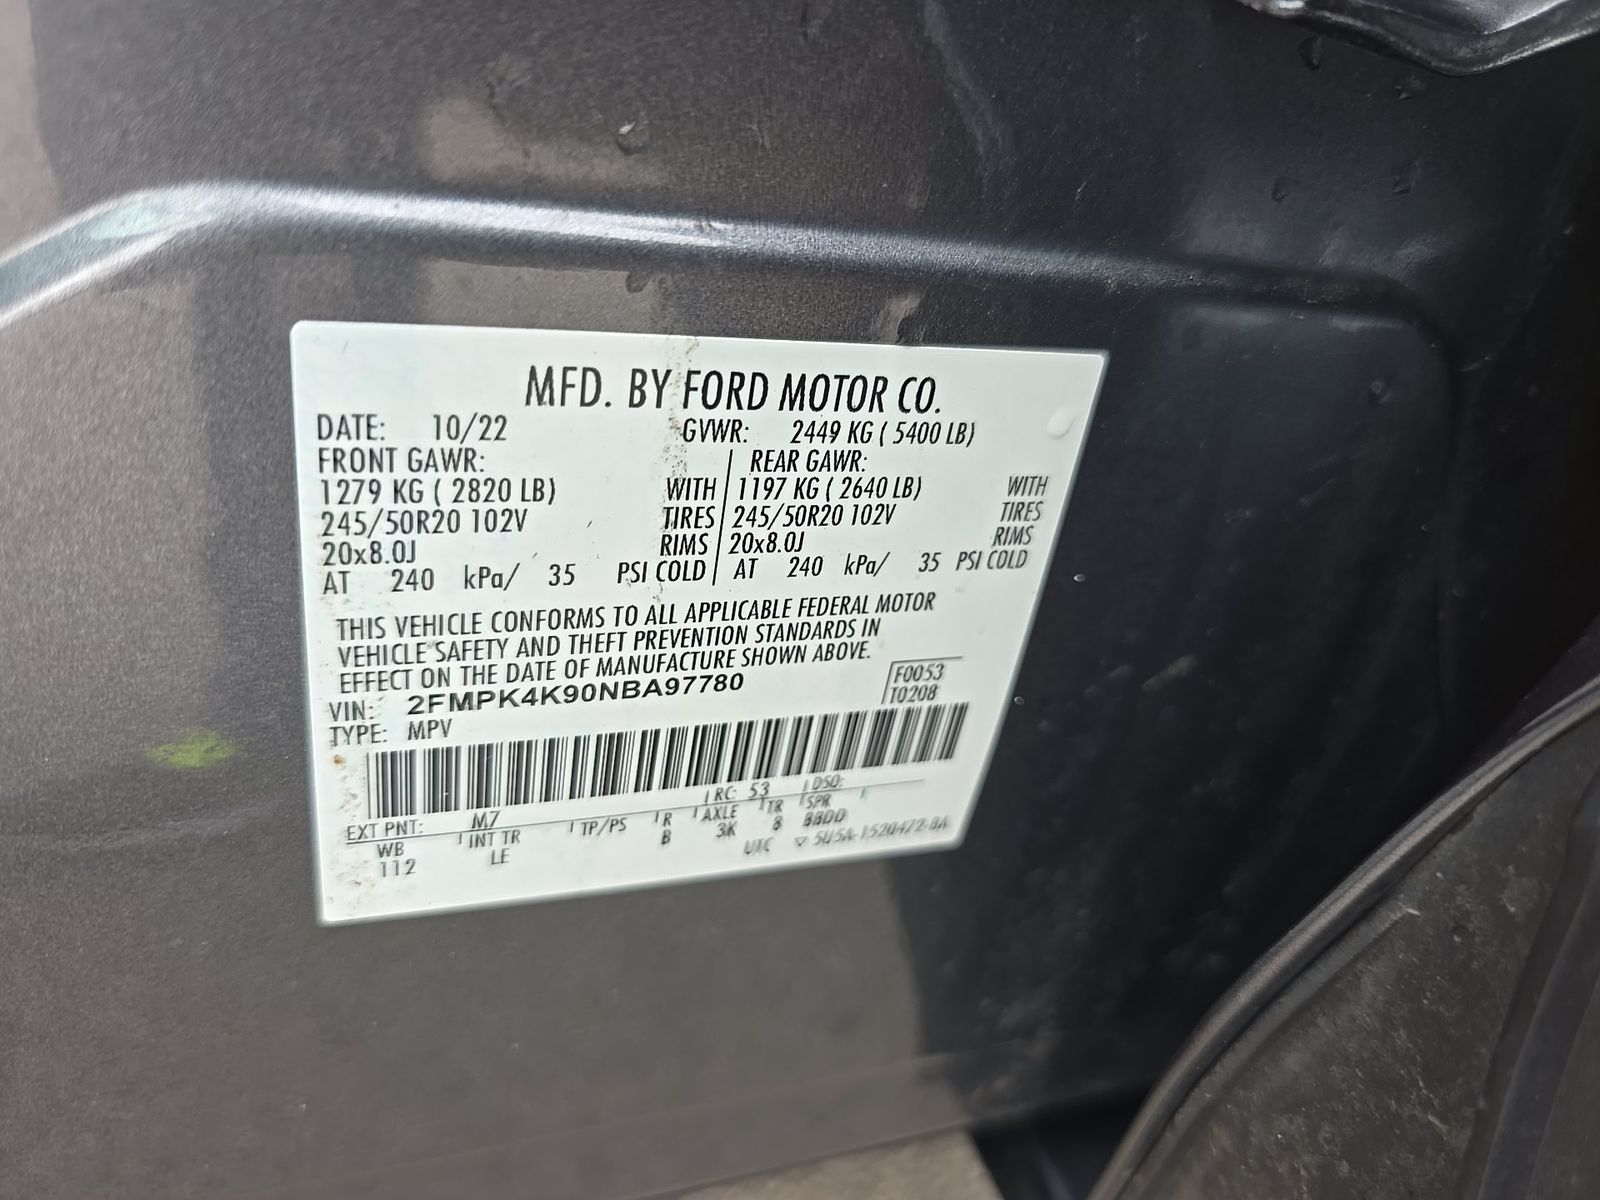 MFD. BY FORD MOTOR CO.
DATE: 10/22 GVWR: 2449 KG ( 5400 LB)
FRONT GAWR: REAR GAWR:
1279 KG ( 2820 LB) WITH 1197 KG ( 2640 LB) WITH
245/50R20 102V TIRES 245/50R20 102V TIRES
20x8.0J RIMS 20x8.0J RIMS
AT 240 kPa/ 35 PSI COLD AT 240 kPa/ 35 PSI COLD
THIS VEHICLE CONFORMS TO ALL APPLICABLE FEDERAL MOTOR
VEHICLE SAFETY AND THEFT PREVENTION STANDARDS IN
EFFECT ON THE DATE OF MANUFACTURE SHOWN ABOVE.
VIN: 2FMPK4K90NBA97780 F0053
TYPE: MPV T0208
EXT PNT: M7 RC: 53 DSO:
WB INT TR TP/PS R AXLE TR SPR
112 LE B 3K 8 BBDD
UTC ▽ 5U5A-1520472-BA